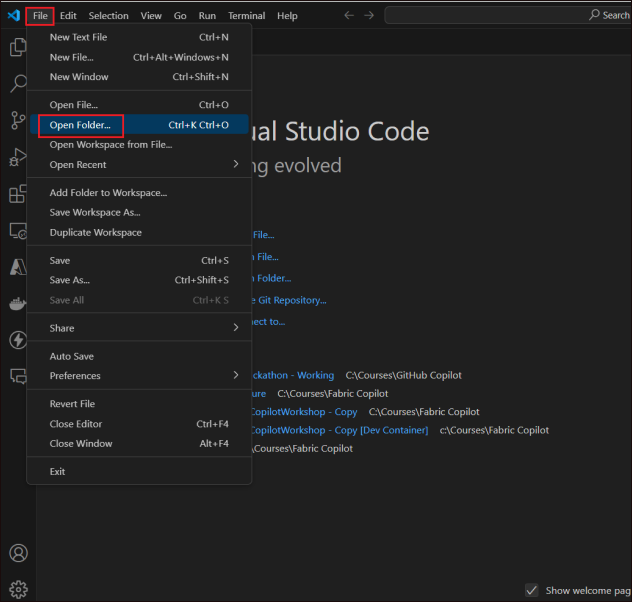 File Edit Selection View Go Run Terminal Help Search
New Text File Ctrl+N
New File... Ctrl+Alt+Windows+N
New Window Ctrl+Shift+N
Open File... Ctrl+O
Open Folder... Ctrl+K Ctrl+O
Open Workspace from File...
Open Recent
Add Folder to Workspace...
Save Workspace As...
Duplicate Workspace
Save Ctrl+S
Save As... Ctrl+Shift+S
Save All Ctrl+K S
Share
Auto Save
Preferences
Revert File
Close Editor Ctrl+F4
Close Window Alt+F4
Exit
ual Studio Code
ng evolved
File...
n File...
n Folder...
e Git Repository...
nect to...
ckathon - Working C:\Courses\GitHub Copilot
ure C:\Courses\Fabric Copilot
CopilotWorkshop - Copy C:\Courses\Fabric Copilot
CopilotWorkshop - Copy [Dev Container] c:\Courses\Fabric Copilot
:\Courses\Fabric Copilot
Show welcome pag